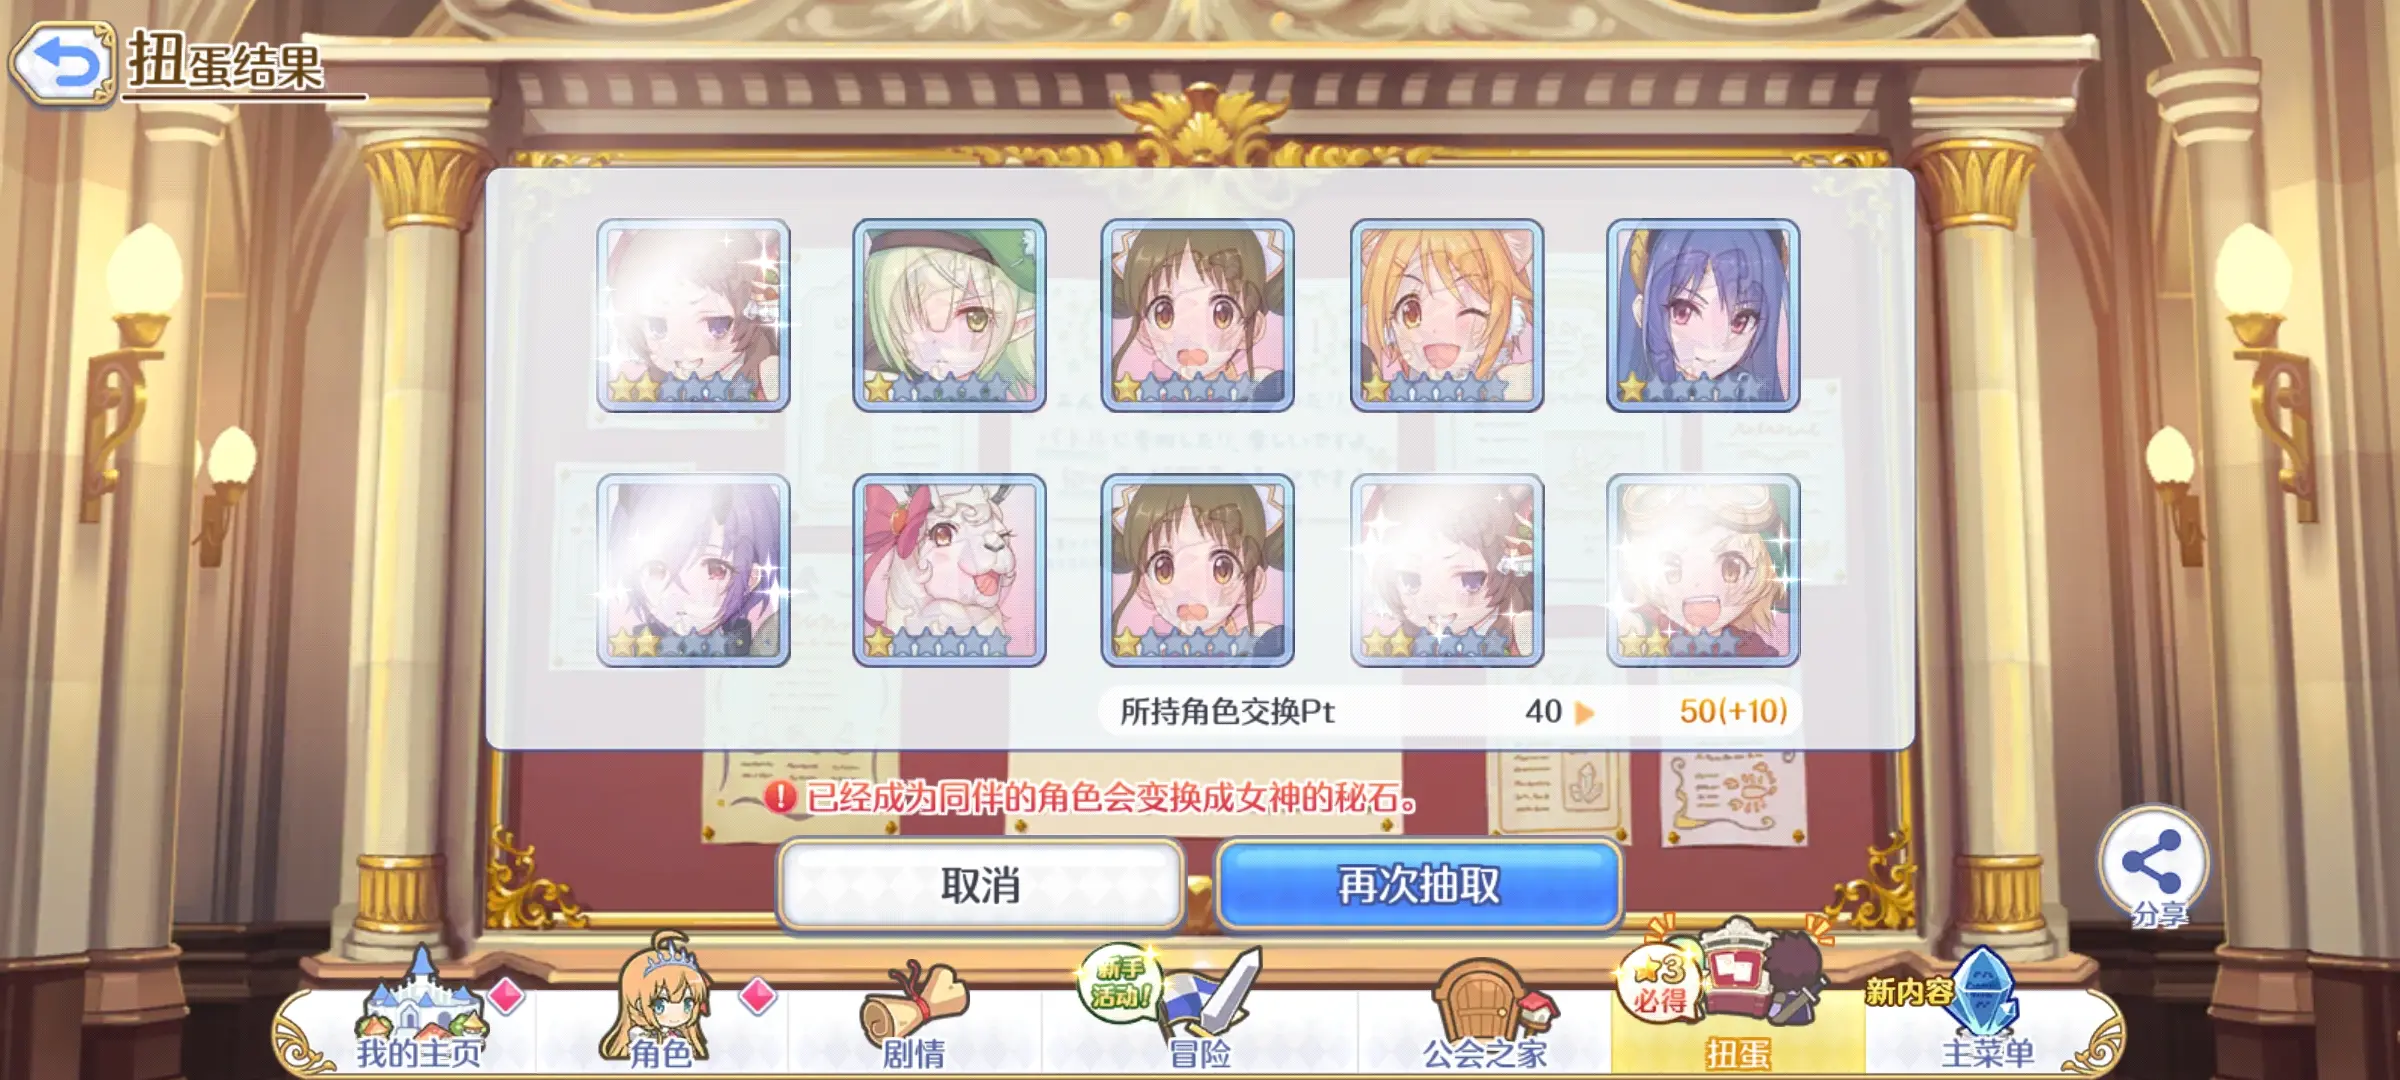 扭蛋结果
所持角色交换Pt 40 50(+10)
已经成为同伴的角色会变换成女神的秘石。
取消
再次抽取
分享
新手
活动!
★3
必得
新内容
我的主页
角色
剧情
冒险
公会之家
扭蛋
主菜单